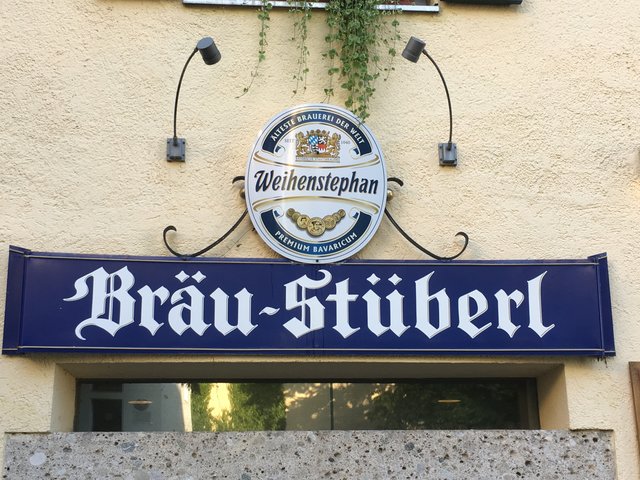 ÄLTESTE BRAUEREI DER WELT
Weihenstephan
PREMIUM BAVARICUM
Bräu-Stüberl